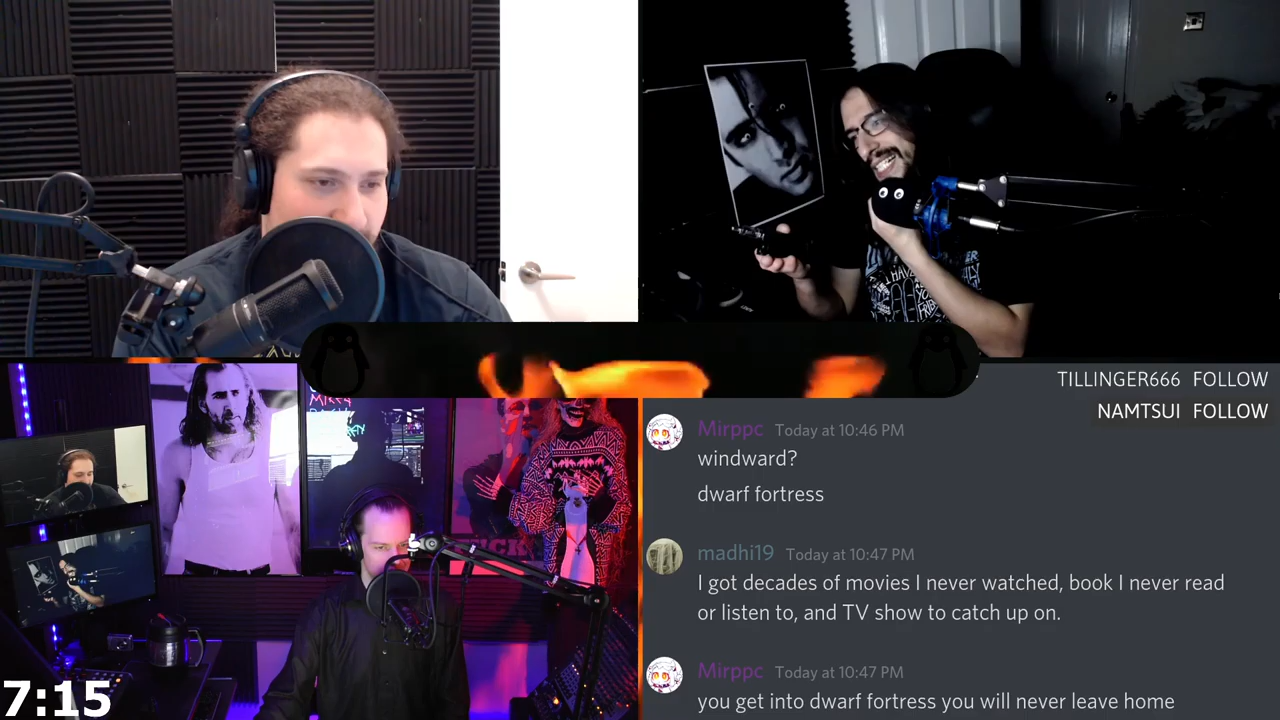 TILLINGER666 FOLLOW
NAMTSUI FOLLOW
Mirppc Today at 10:46 PM
windward?
dwarf fortress
madhi19 Today at 10:47 PM
I got decades of movies I never watched, book I never read
or listen to, and TV show to catch up on.
Mirppc Today at 10:47 PM
you get into dwarf fortress you will never leave home
7:15